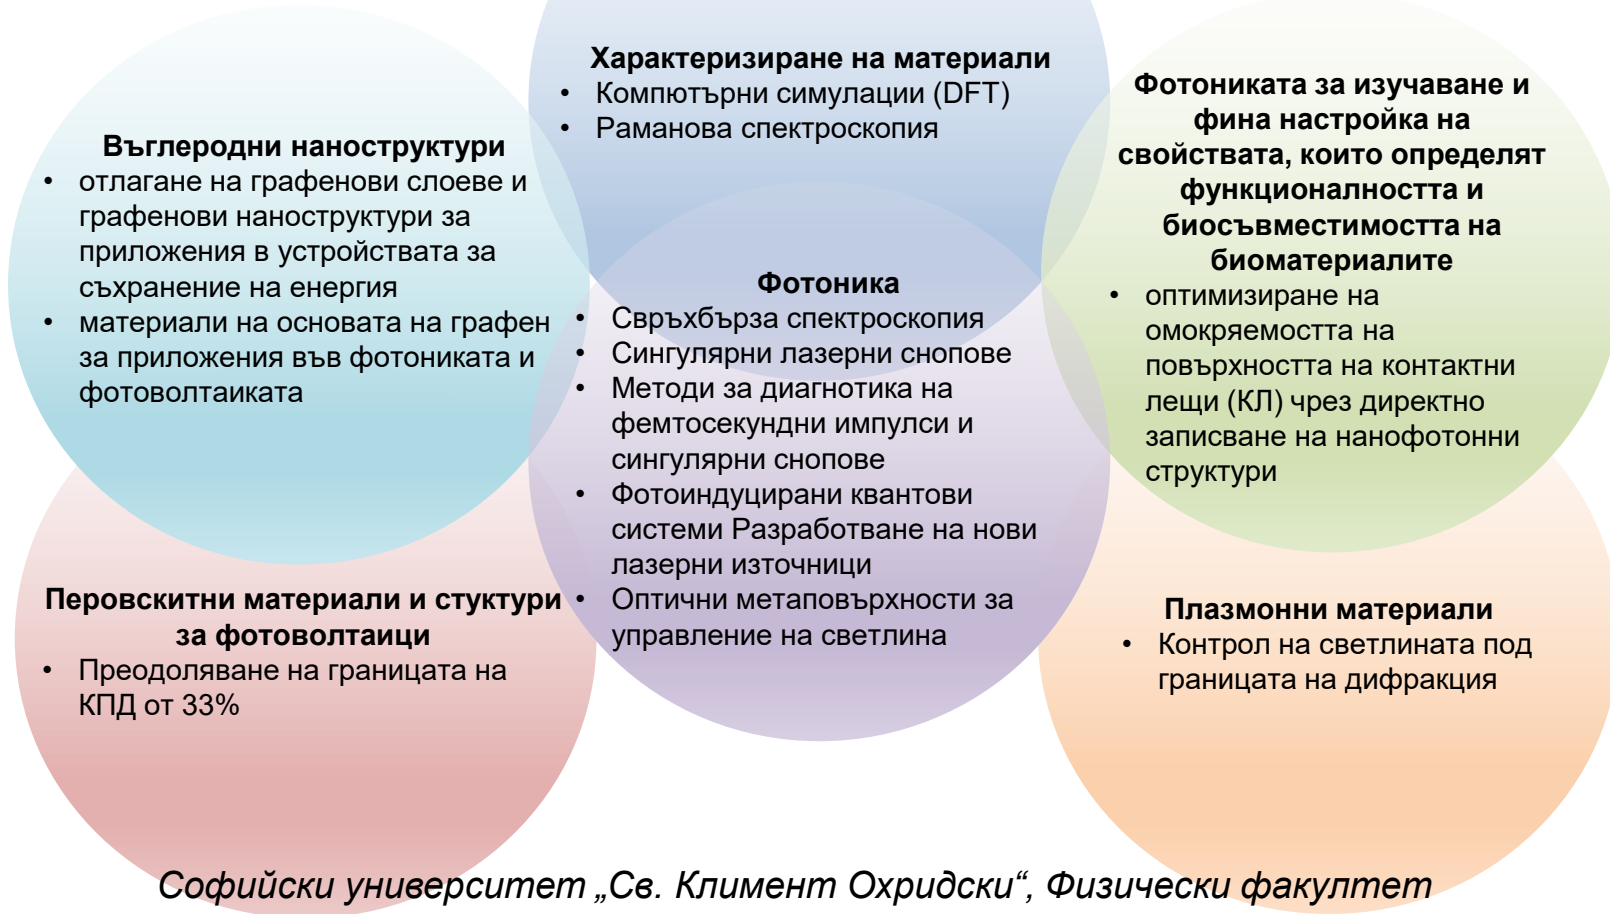 Характеризиране на материали
• Компютърни симулации (DFT)
• Раманова спектроскопия
Въглеродни наноструктури
• отлагане на графенови слоеве и
графенови наноструктури за
приложения в устройствата за
съхранение на енергия
• материали на основата на графен
за приложения във фотониката и
фотоволтаиката
Фотоника
• Свръхбърза спектроскопия
• Сингулярни лазерни снопове
• Методи за диагнотика на
фемтосекундни импулси и
сингулярни снопове
• Фотоиндуцирани квантови
системи Разработване на нови
лазерни източници
• Оптични метаповърхности за
управление на светлина
Фотониката за изучаване и
фина настройка на
свойствата, които определят
функционалността и
биосъвместимостта на
биоматериалите
• оптимизиране на
омокряемостта на
повърхността на контактни
лещи (КЛ) чрез директно
записване на нанофотонни
структури
Перовскитни материали и стуктури
за фотоволтаици
• Преодоляване на границата на
КПД от 33%
Плазмонни материали
• Контрол на светлината под
границата на дифракция
Софийски университет „Св. Климент Охридски“, Физически факултет